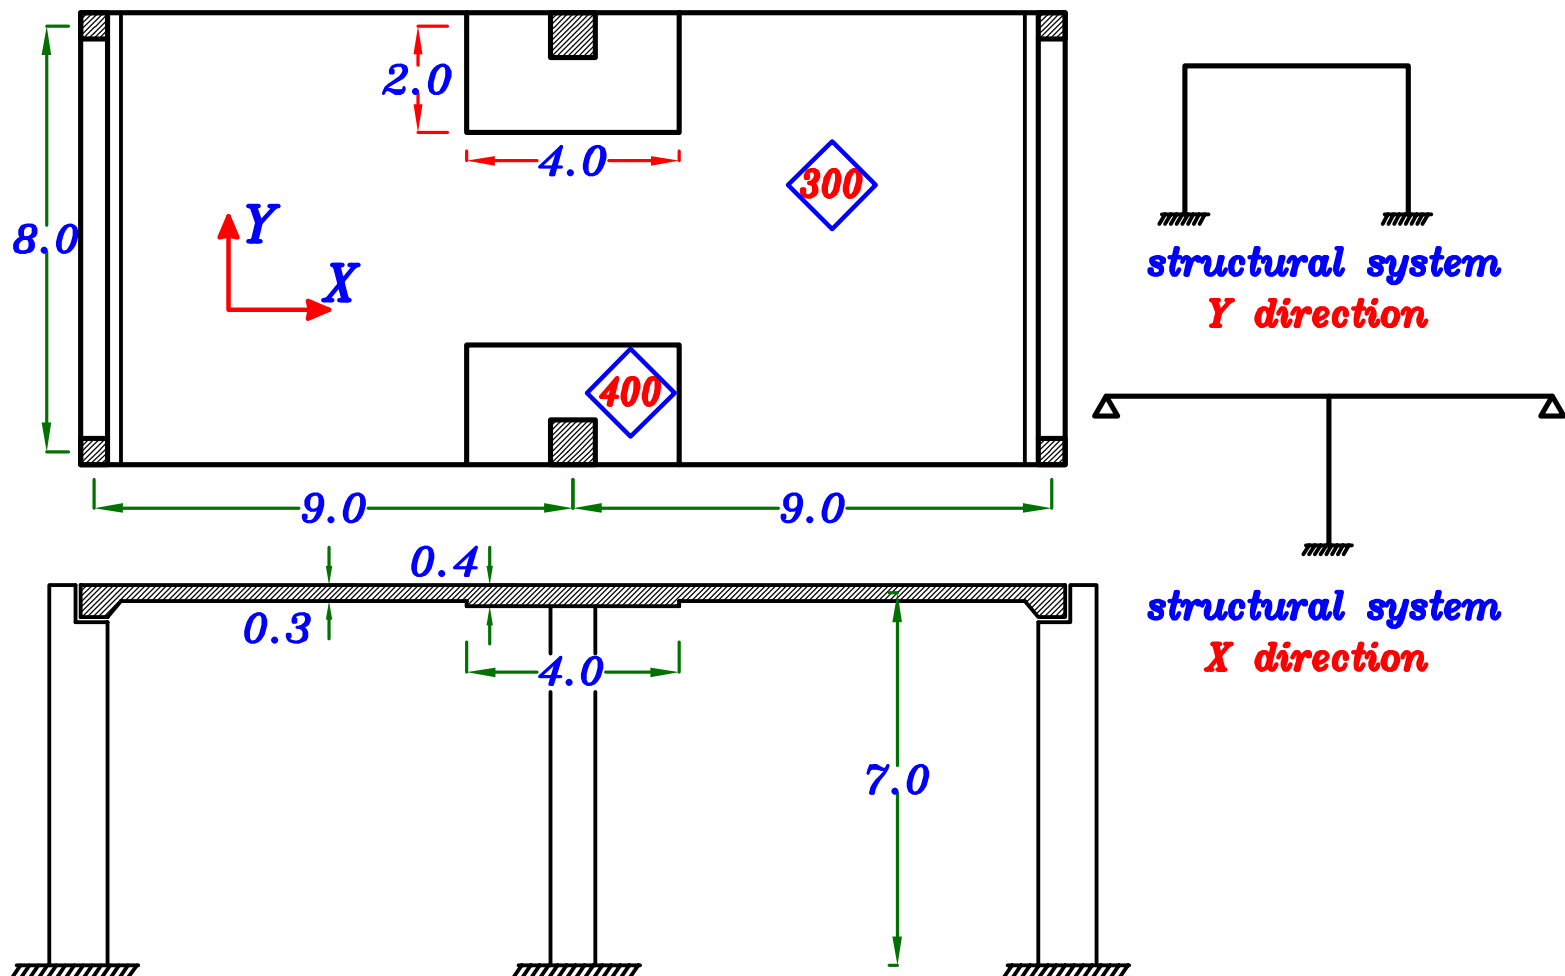 2.0
4.0
300
8.0
Y
X
400
9.0
9.0
structural system
Y direction
0.4
0.3
4.0
7.0
structural system
X direction